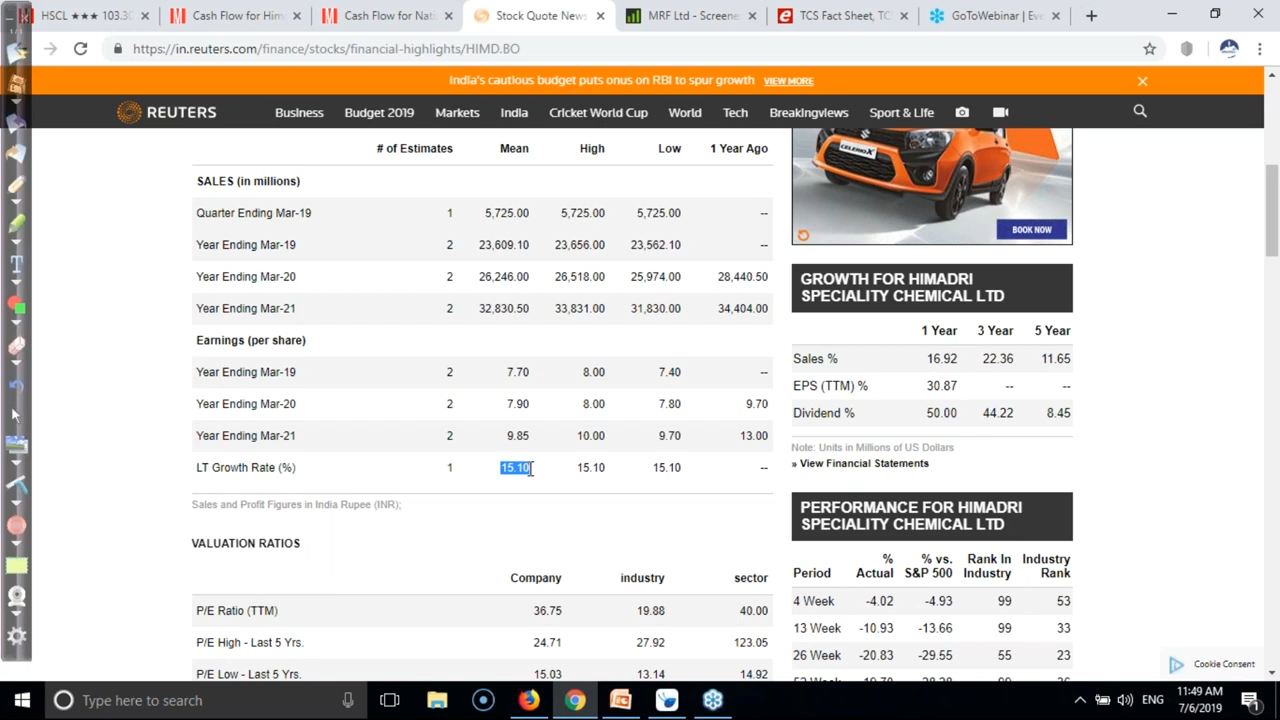 HSCL ★★★ 103.3
Cash Flow for Him
Cash Flow for Nat
Stock Quote New
MRF Ltd - Screene
TCS Fact Sheet, TC
GoToWebinar | Eve
https://in.reuters.com/finance/stocks/financial-highlights/HIMD.BO
India's cautious budget puts onus on RBI to spur growth VIEW MORE
REUTERS Business Budget 2019 Markets India Cricket World Cup World Tech Breakingviews Sport & Life
# of Estimates Mean High Low 1 Year Ago
SALES (in millions)
Quarter Ending Mar-19 1 5,725.00 5,725.00 5,725.00 --
Year Ending Mar-19 2 23,609.10 23,656.00 23,562.10 --
Year Ending Mar-20 2 26,246.00 26,518.00 25,974.00 28,440.50
Year Ending Mar-21 2 32,830.50 33,831.00 31,830.00 34,404.00
Earnings (per share)
Year Ending Mar-19 2 7.70 8.00 7.40 --
Year Ending Mar-20 2 7.90 8.00 7.80 9.70
Year Ending Mar-21 2 9.85 10.00 9.70 13.00
LT Growth Rate (%) 1 15.10 15.10 15.10 --
Sales and Profit Figures in India Rupee (INR);
VALUATION RATIOS
Company industry sector
P/E Ratio (TTM) 36.75 19.88 40.00
P/E High - Last 5 Yrs. 24.71 27.92 123.05
P/E Low - Last 5 Yrs. 15.03 13.14 14.92
CELERIOX
BOOK NOW
GROWTH FOR HIMADRI
SPECIALITY CHEMICAL LTD
1 Year 3 Year 5 Year
Sales % 16.92 22.36 11.65
EPS (TTM) % 30.87 -- --
Dividend % 50.00 44.22 8.45
Note: Units in Millions of US Dollars
» View Financial Statements
PERFORMANCE FOR HIMADRI
SPECIALITY CHEMICAL LTD
Period % Actual % vs. S&P 500 Rank In Industry Industry Rank
4 Week -4.02 -4.93 99 53
13 Week -10.93 -13.66 99 33
26 Week -20.83 -29.55 55 23
Cookie Consent
Type here to search
ENG
11:49 AM
7/6/2019